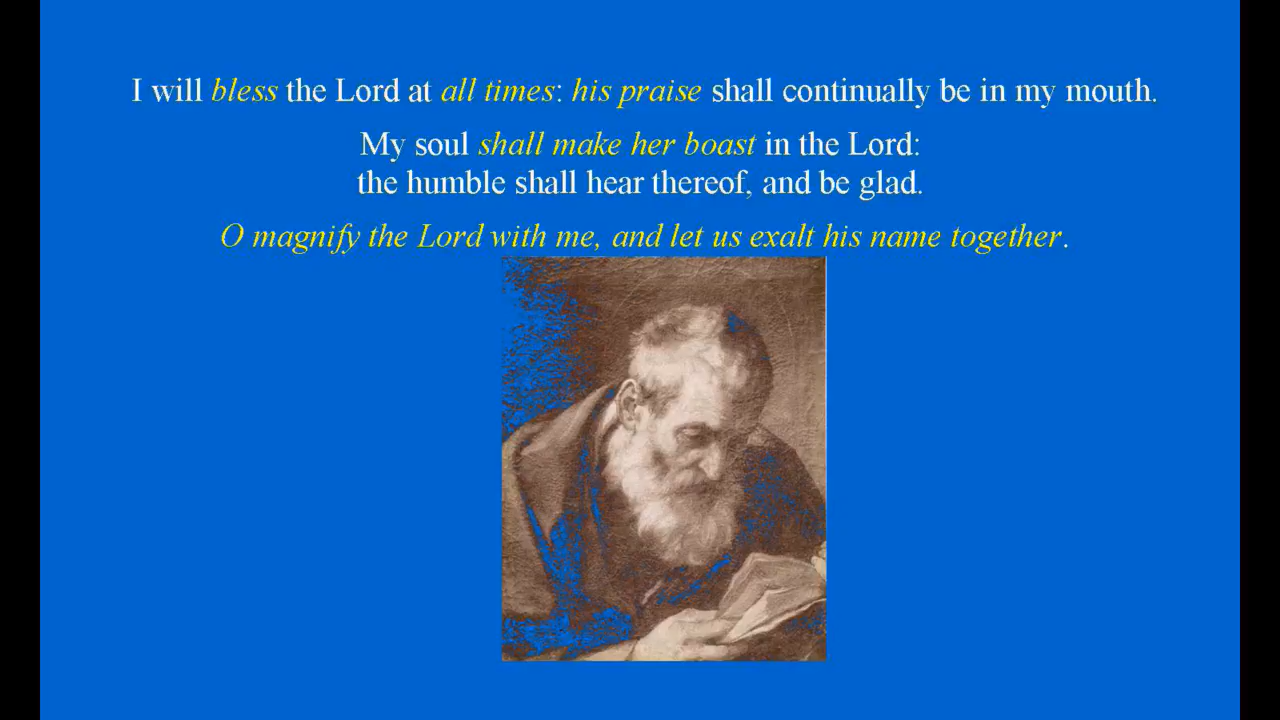 I will bless the Lord at all times: his praise shall continually be in my mouth.
My soul shall make her boast in the Lord:
the humble shall hear thereof, and be glad.
O magnify the Lord with me, and let us exalt his name together.